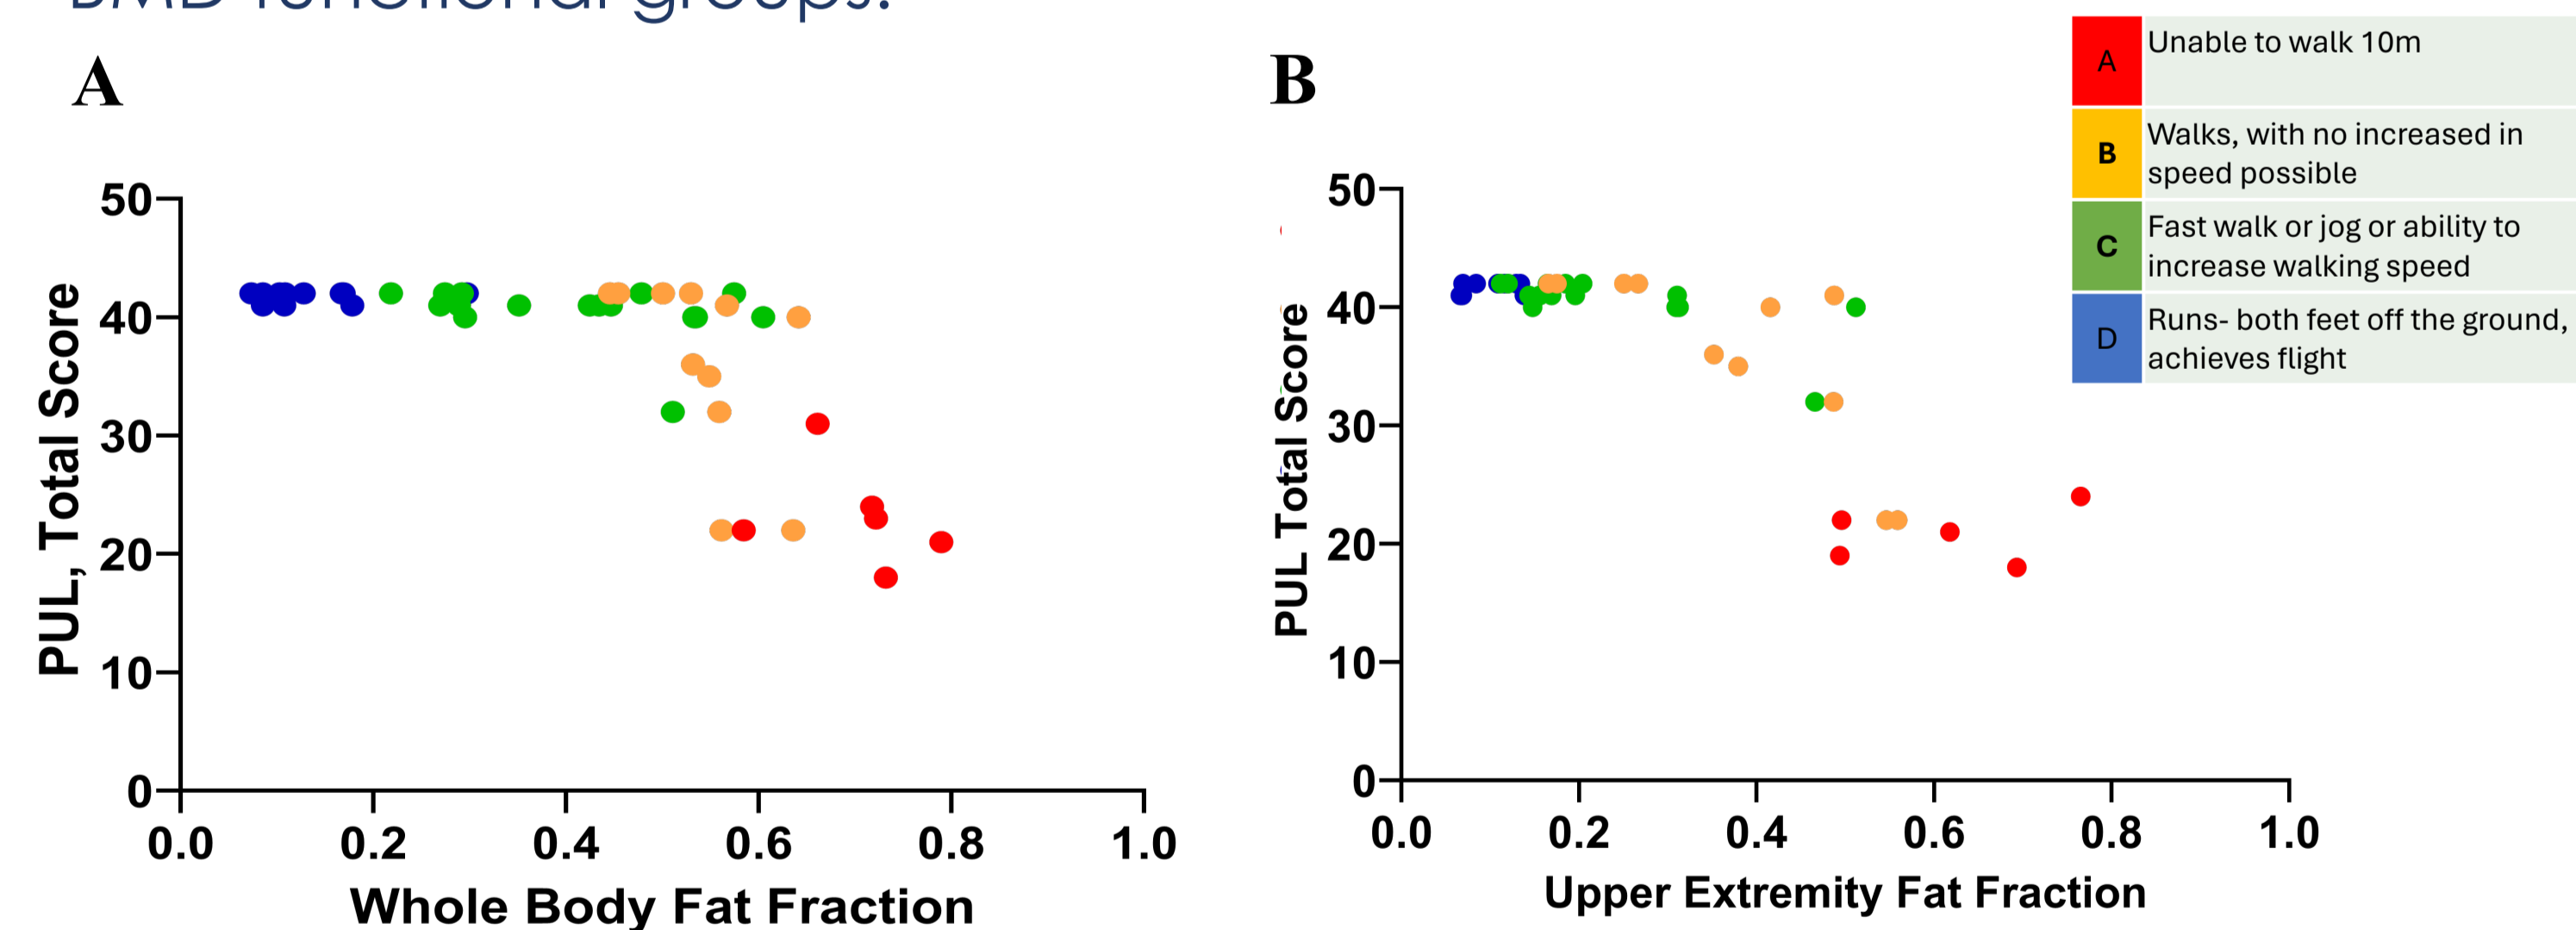 BMD functional groups.
A
50
40
30
20
10
0
PUL, Total Score
0.0 0.2 0.4 0.6 0.8 1.0
Whole Body Fat Fraction
B
50
40
30
20
10
0
PUL Total Score
0.0 0.2 0.4 0.6 0.8 1.0
Upper Extremity Fat Fraction
A Unable to walk 10m
B Walks, with no increased in
speed possible
C Fast walk or jog or ability to
increase walking speed
D Runs- both feet off the ground,
achieves flight